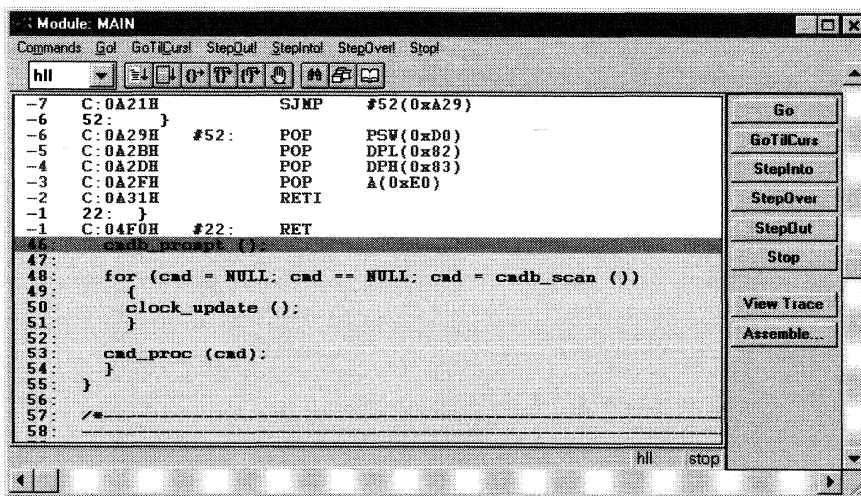 Module: MAIN
Commands Go! GoTilCurs! StepOut! StepInto! StepOver! Stop!
hll
-7 C:0A21H SJMP #52(0xA29)
-6 52: }
-6 C:0A29H #52: POP PSW(0xD0)
-5 C:0A2BH POP DPL(0x82)
-4 C:0A2DH POP DPH(0x83)
-3 C:0A2FH POP A(0xE0)
-2 C:0A31H RETI
-1 22: }
-1 C:04F0H #22: RET
46: cmdb_prompt ();
47:
48: for (cmd = NULL; cmd == NULL; cmd = cmdb_scan ())
49: {
50: clock_update ();
51: }
52:
53: cmd_proc (cmd);
54: }
55: }
56:
57: /*------------------------------------------------------------
58: ------------------------------------------------------------
Go
GoTilCurs
StepInto
StepOver
StepOut
Stop
View Trace
Assemble...
hll stop